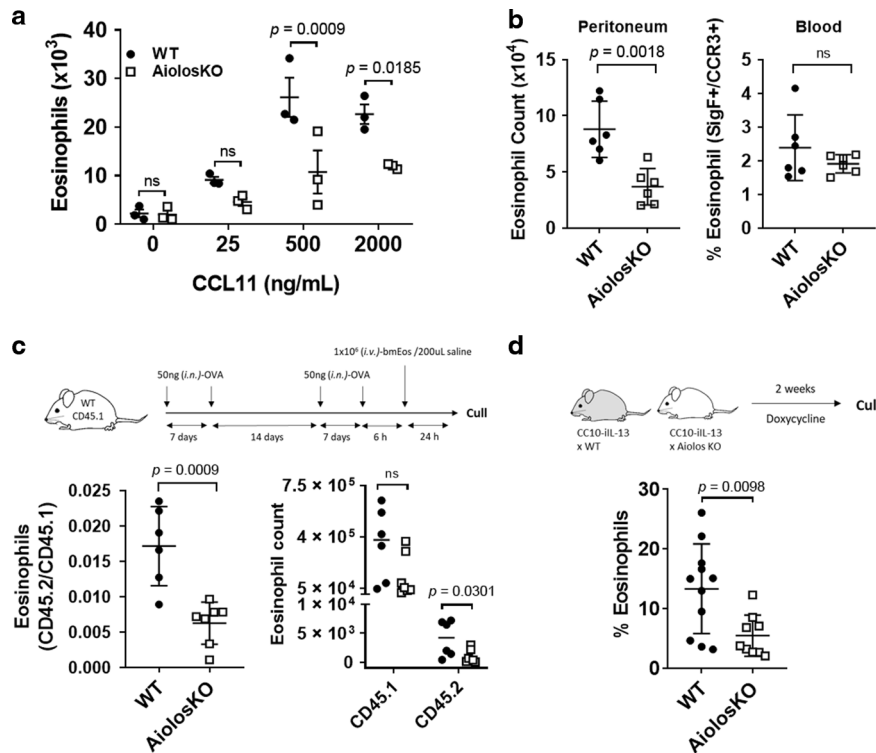 a
p = 0.0009
WT
AiolosKO
p = 0.0185
ns
ns
Eosinophils (x10³)
40
30
20
10
0
0 25 500 2000
CCL11 (ng/mL)
b
Peritoneum
p = 0.0018
Eosinophil Count (x10⁴)
15
10
5
0
WT
AiolosKO
Blood
ns
% Eosinophil (SigF+/CCR3+)
5
4
3
2
1
0
WT
AiolosKO
c
1x10⁶ (i.v.)-bmEos /200uL saline
50ng (i.n.)-OVA
50ng (i.n.)-OVA
WT
CD45.1
Cull
7 days
14 days
7 days
6 h
24 h
p = 0.0009
Eosinophils
(CD45.2/CD45.1)
0.025
0.020
0.015
0.010
0.005
0.000
WT
AiolosKO
ns
p = 0.0301
Eosinophil count
7.5 × 10⁵
4 × 10⁵
5 × 10⁴
1 × 10⁴
5 × 10³
0
CD45.1
CD45.2
d
2 weeks
Doxycycline
Cul
CC10-iIL-13
x WT
CC10-iIL-13
x Aiolos KO
p = 0.0098
% Eosinophils
30
20
10
0
WT
AiolosKO